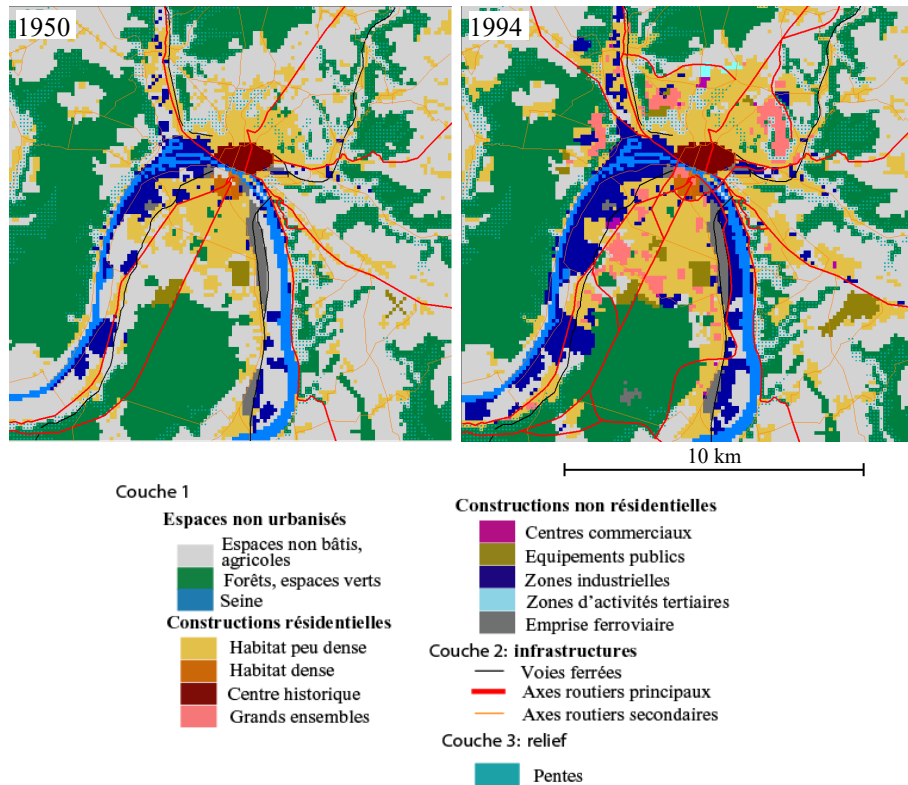 1950
1994
10 km
Couche 1
Espaces non urbanisés
Espaces non bâtis,
agricoles
Forêts, espaces verts
Seine
Constructions résidentielles
Habitat peu dense
Habitat dense
Centre historique
Grands ensembles
Constructions non résidentielles
Centres commerciaux
Equipements publics
Zones industrielles
Zones d'activités tertiaires
Emprise ferroviaire
Couche 2: infrastructures
Voies ferrées
Axes routiers principaux
Axes routiers secondaires
Couche 3: relief
Pentes